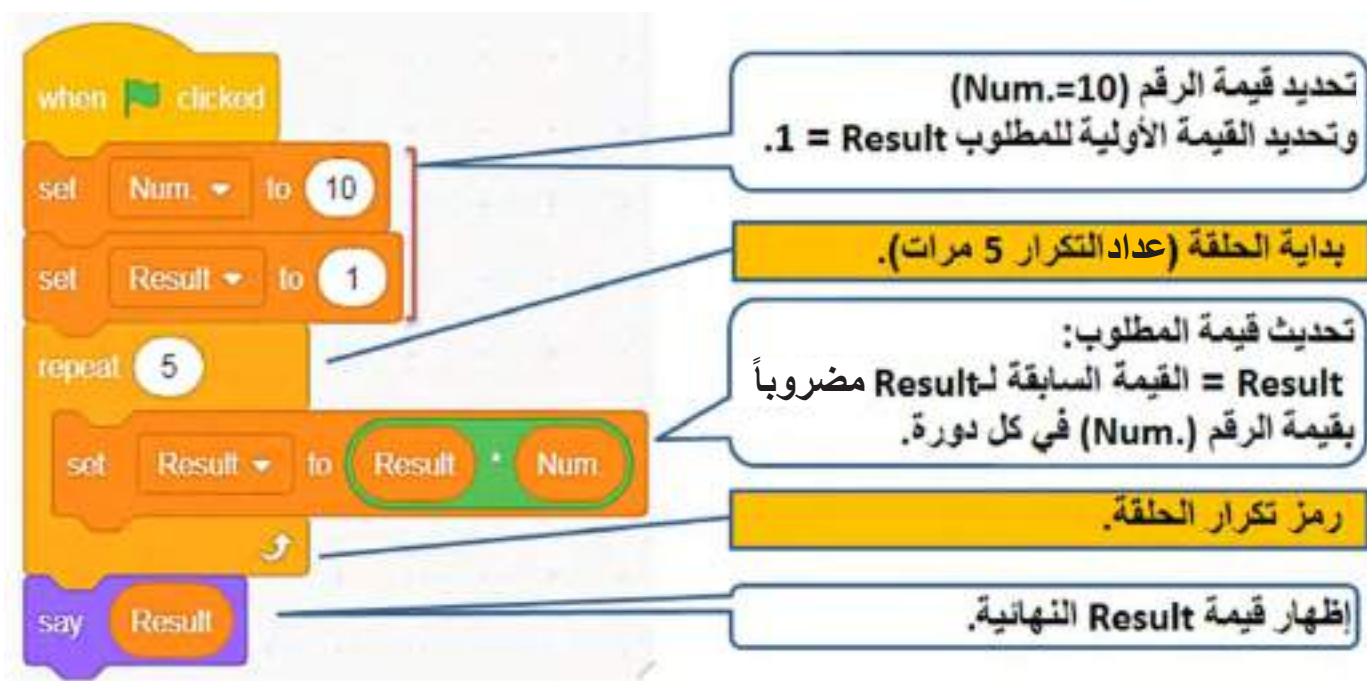 when clicked
set Num. to 10
set Result to 1
repeat 5
set Result to Result * Num.
say Result
تحديد قيمة الرقم (Num.=10)
وتحديد القيمة الأولية للمطلوب Result = 1.
بداية الحلقة (عداد التكرار 5 مرات).
تحديث قيمة المطلوب:
Result = القيمة السابقة لـResult مضروباً
بقيمة الرقم (Num.) في كل دورة.
رمز تكرار الحلقة.
إظهار قيمة Result النهائية.